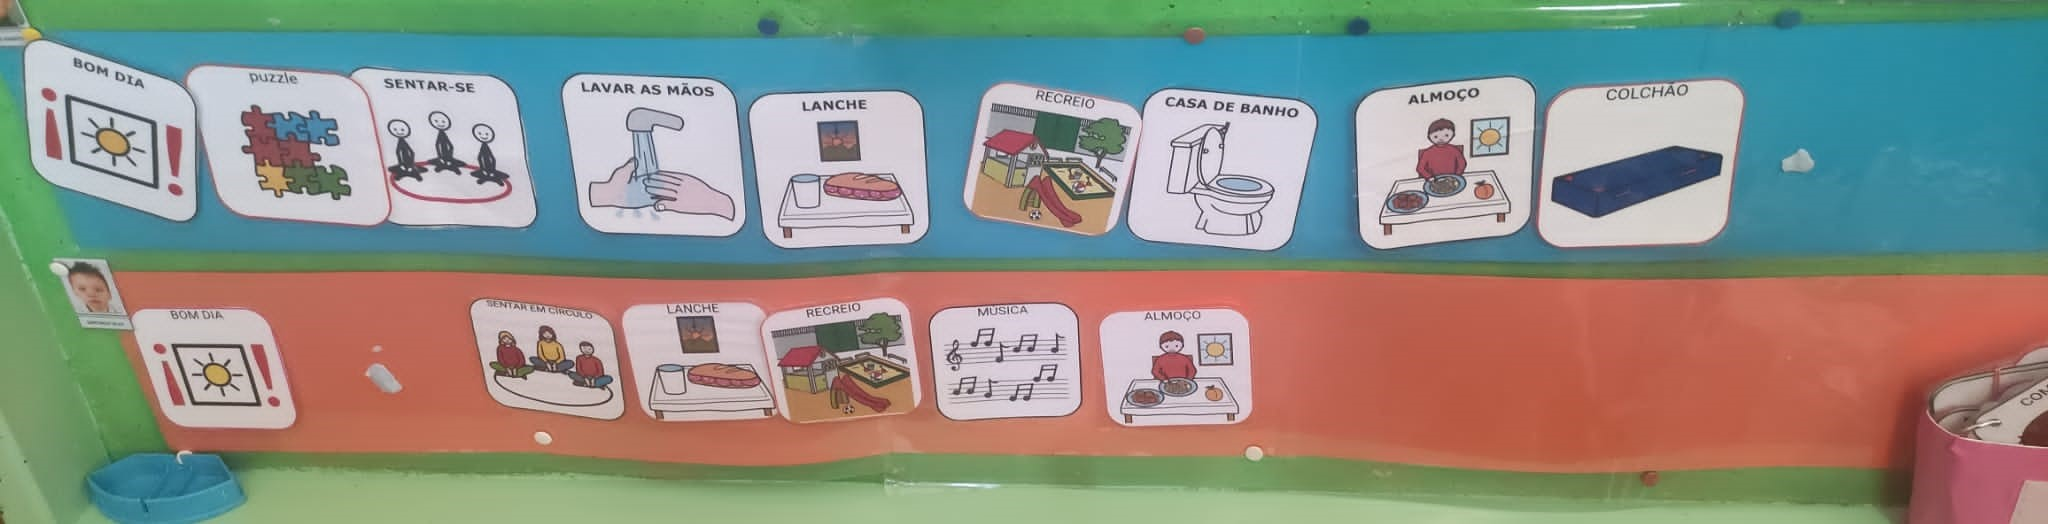 BOM DIA
puzzle
SENTAR-SE
LAVAR AS MÃOS
LANCHE
RECREIO
CASA DE BANHO
ALMOÇO
COLCHÃO
BOM DIA
SENTAR EM CÍRCULO
LANCHE
RECREIO
MÚSICA
ALMOÇO